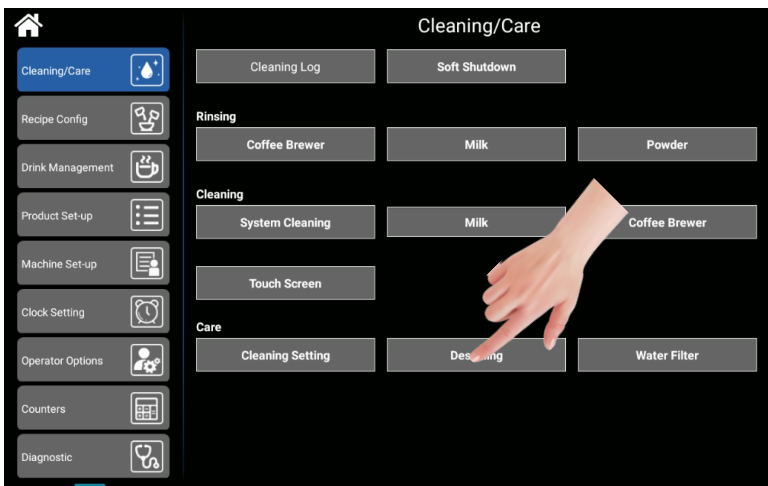 Cleaning/Care
Cleaning/Care
Cleaning Log
Soft Shutdown
Recipe Config
Rinsing
Coffee Brewer
Milk
Powder
Drink Management
Cleaning
Product Set-up
System Cleaning
Milk
Coffee Brewer
Machine Set-up
Touch Screen
Clock Setting
Care
Operator Options
Cleaning Setting
Water Filter
Counters
Diagnostic